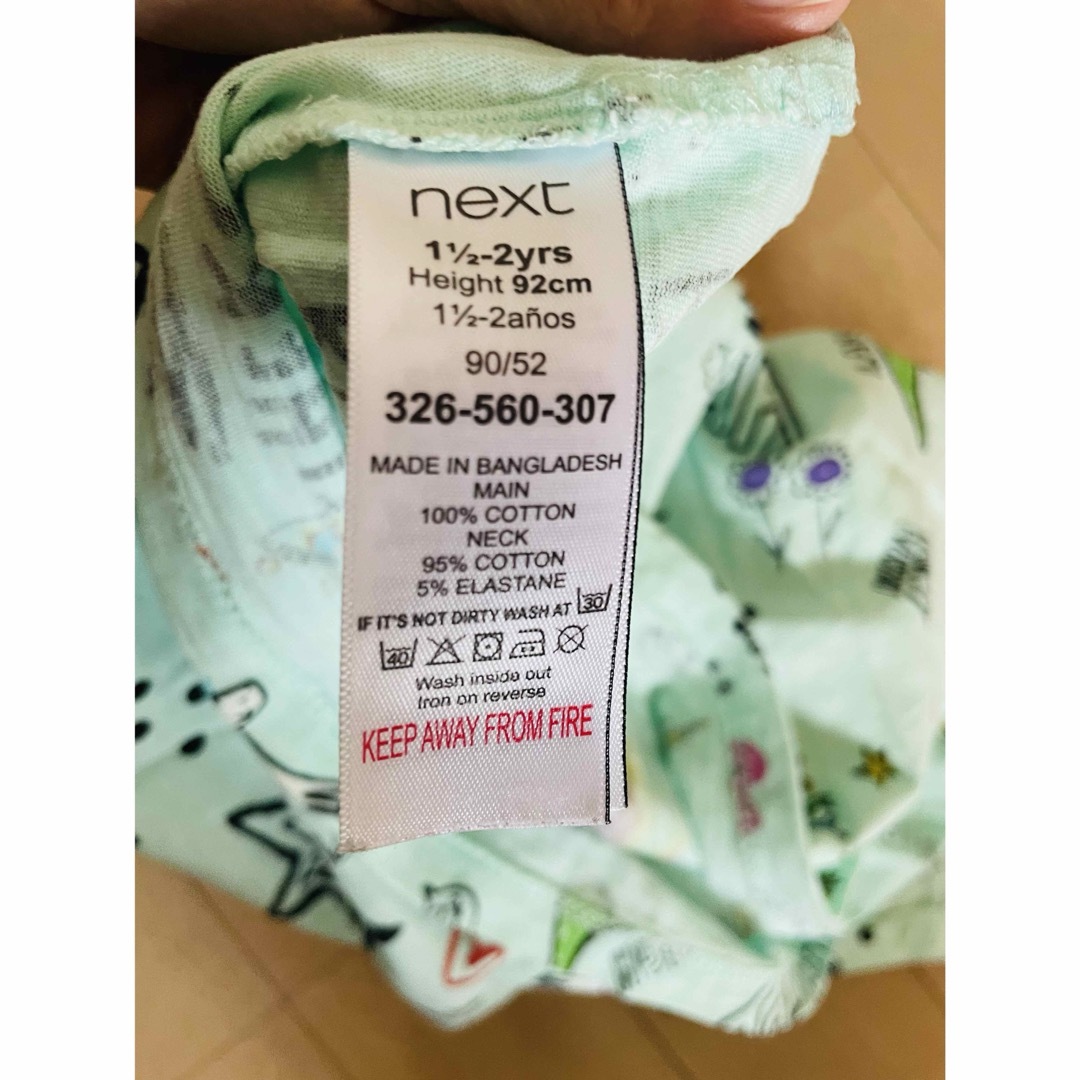 next
1½-2yrs
Height 92cm
1½-2años
90/52
326-560-307
MADE IN BANGLADESH
MAIN
100% COTTON
NECK
95% COTTON
5% ELASTANE
IF IT'S NOT DIRTY WASH AT 30
40
Wash inside out
Iron on reverse
KEEP AWAY FROM FIRE